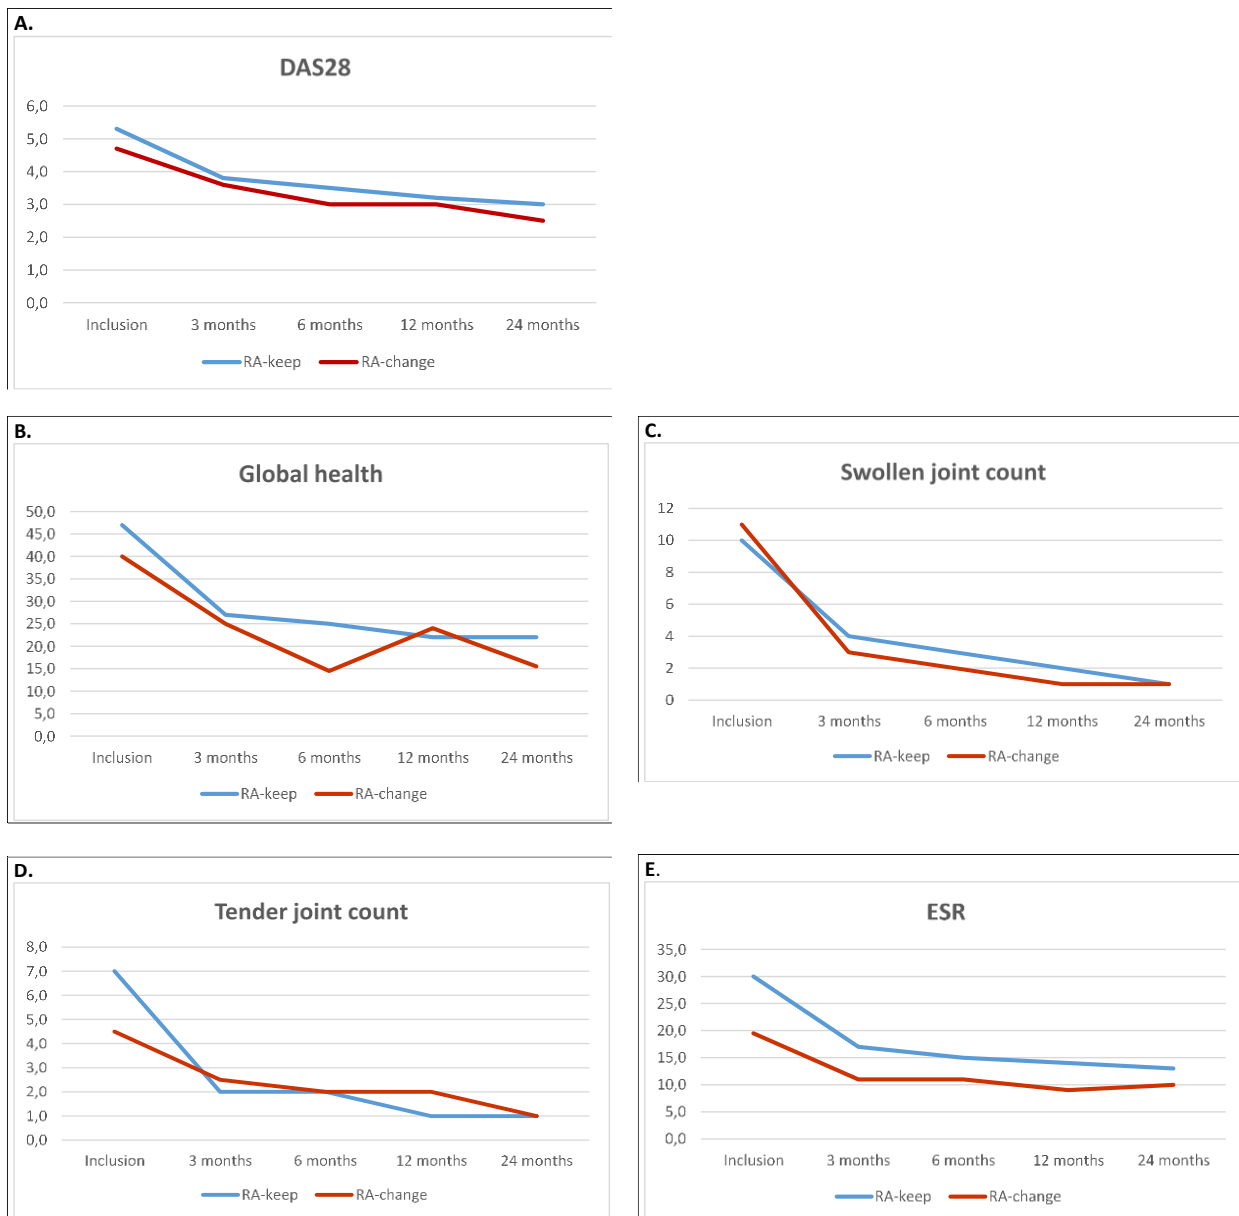 A.
DAS28
6,0
5,0
4,0
3,0
2,0
1,0
0,0
Inclusion 3 months 6 months 12 months 24 months
RA-keep RA-change
B.
Global health
50,0
45,0
40,0
35,0
30,0
25,0
20,0
15,0
10,0
5,0
0,0
Inclusion 3 months 6 months 12 months 24 months
RA-keep RA-change
C.
Swollen joint count
12
10
8
6
4
2
0
Inclusion 3 months 6 months 12 months 24 months
RA-keep RA-change
D.
Tender joint count
8,0
7,0
6,0
5,0
4,0
3,0
2,0
1,0
0,0
Inclusion 3 months 6 months 12 months 24 months
RA-keep RA-change
E.
ESR
35,0
30,0
25,0
20,0
15,0
10,0
5,0
0,0
Inclusion 3 months 6 months 12 months 24 months
RA-keep RA-change